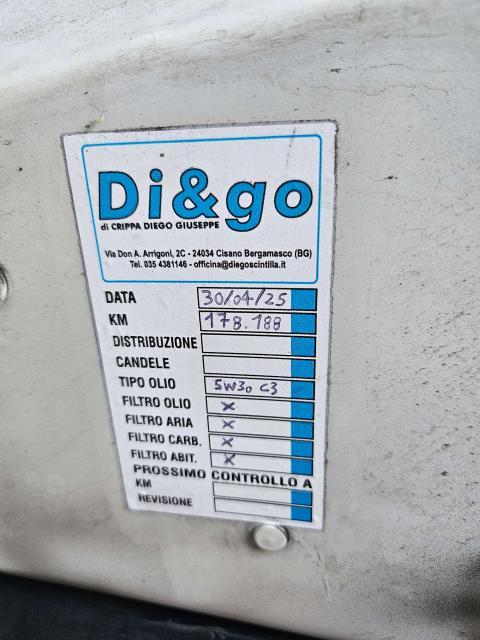 Di&go
di CRIPPA DIEGO GIUSEPPE
Via Don A. Arrigoni, 2C - 24034 Cisano Bergamasco (BG)
Tel. 035 4381146 - officina@diegoscintilla.it
DATA 30/04/25
KM 178.188
DISTRIBUZIONE
CANDELE
TIPO OLIO 5W30 C3
FILTRO OLIO X
FILTRO ARIA X
FILTRO CARB. X
FILTRO ABIT. X
PROSSIMO CONTROLLO A
KM
REVISIONE